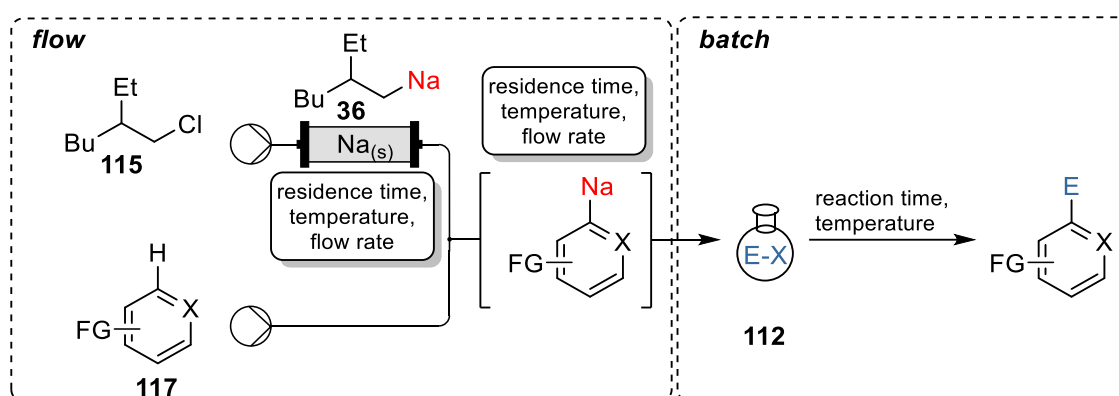 flow
Et
Bu
Cl
115
Et
Na
Bu
36
Na(s)
residence time,
temperature,
flow rate
residence time,
temperature,
flow rate
H
X
FG
117
Na
X
FG
batch
E-X
112
reaction time,
temperature
E
X
FG